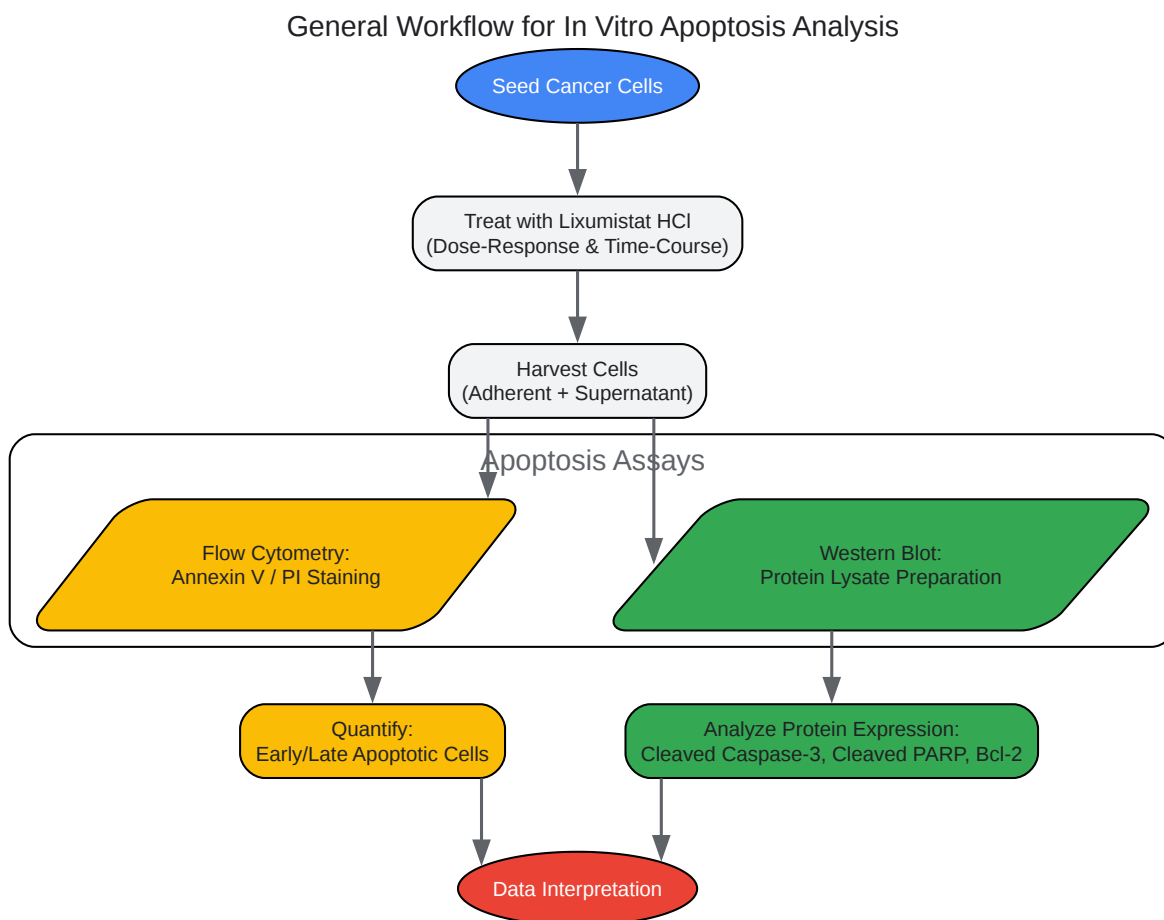 General Workflow for In Vitro Apoptosis Analysis
Seed Cancer Cells
Treat with Lixumistat HCl
(Dose-Response & Time-Course)
Harvest Cells
(Adherent + Supernatant)
Apoptosis Assays
Flow Cytometry:
Annexin V / PI Staining
Western Blot:
Protein Lysate Preparation
Quantify:
Early/Late Apoptotic Cells
Analyze Protein Expression:
Cleaved Caspase-3, Cleaved PARP, Bcl-2
Data Interpretation